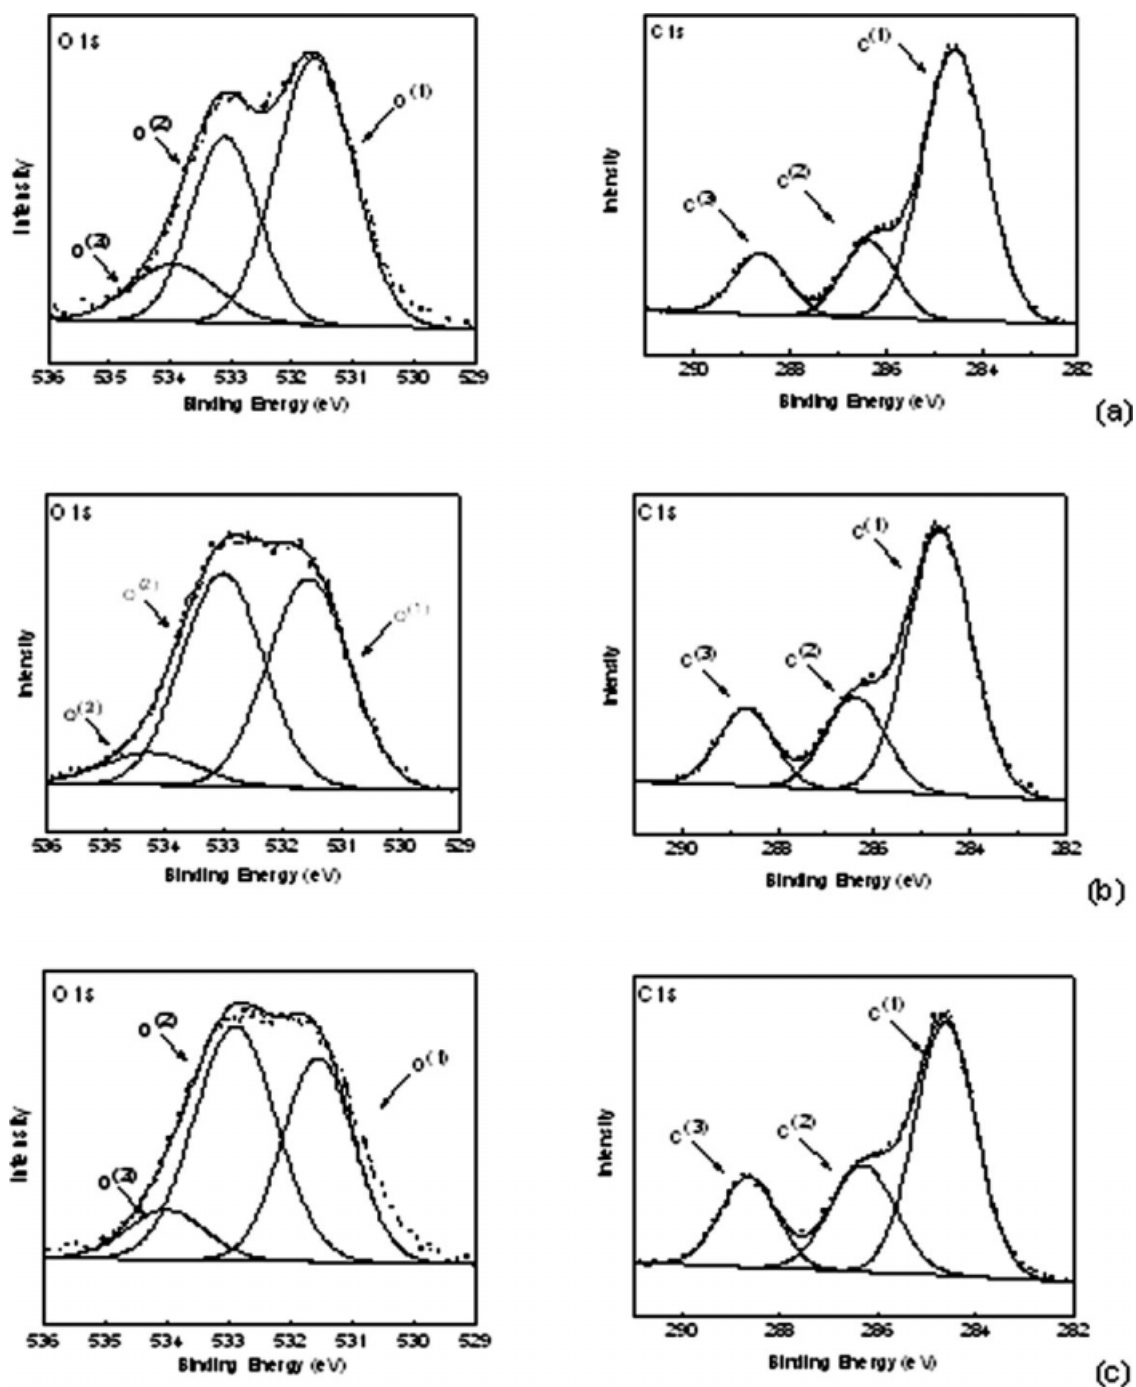 O 1s
O(1)
O(2)
O(3)
Intensity
536 535 534 533 532 531 530 529
Binding Energy (eV)
C 1s
C(1)
C(2)
C(3)
Intensity
290 288 286 284 282
Binding Energy (eV)
(a)
O 1s
O(2)
O(1)
O(2)
Intensity
536 535 534 533 532 531 530 529
Binding Energy (eV)
C 1s
C(1)
C(2)
C(3)
Intensity
290 288 286 284 282
Binding Energy (eV)
(b)
O 1s
O(2)
O(1)
O(3)
Intensity
536 535 534 533 532 531 530 529
Binding Energy (eV)
C 1s
C(1)
C(2)
C(3)
Intensity
290 288 286 284 282
Binding Energy (eV)
(c)